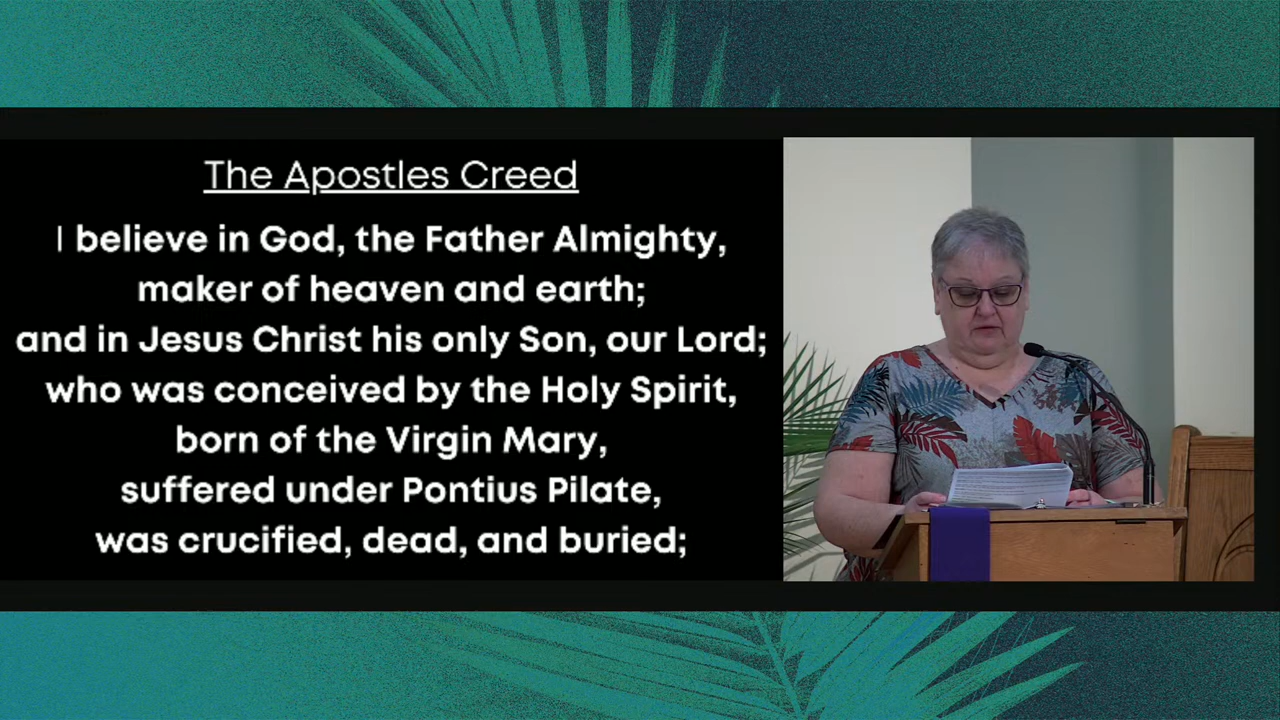 The Apostles Creed
I believe in God, the Father Almighty,
maker of heaven and earth;
and in Jesus Christ his only Son, our Lord;
who was conceived by the Holy Spirit,
born of the Virgin Mary,
suffered under Pontius Pilate,
was crucified, dead, and buried;